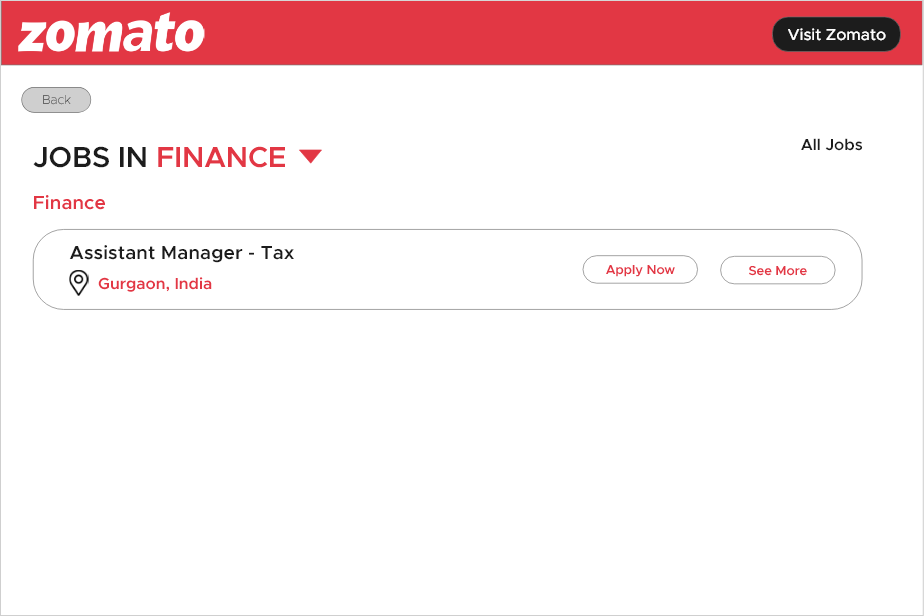 zomato
Visit Zomato
Back
All Jobs
JOBS IN FINANCE
Finance
Assistant Manager - Tax
Gurgaon, India
Apply Now
See More